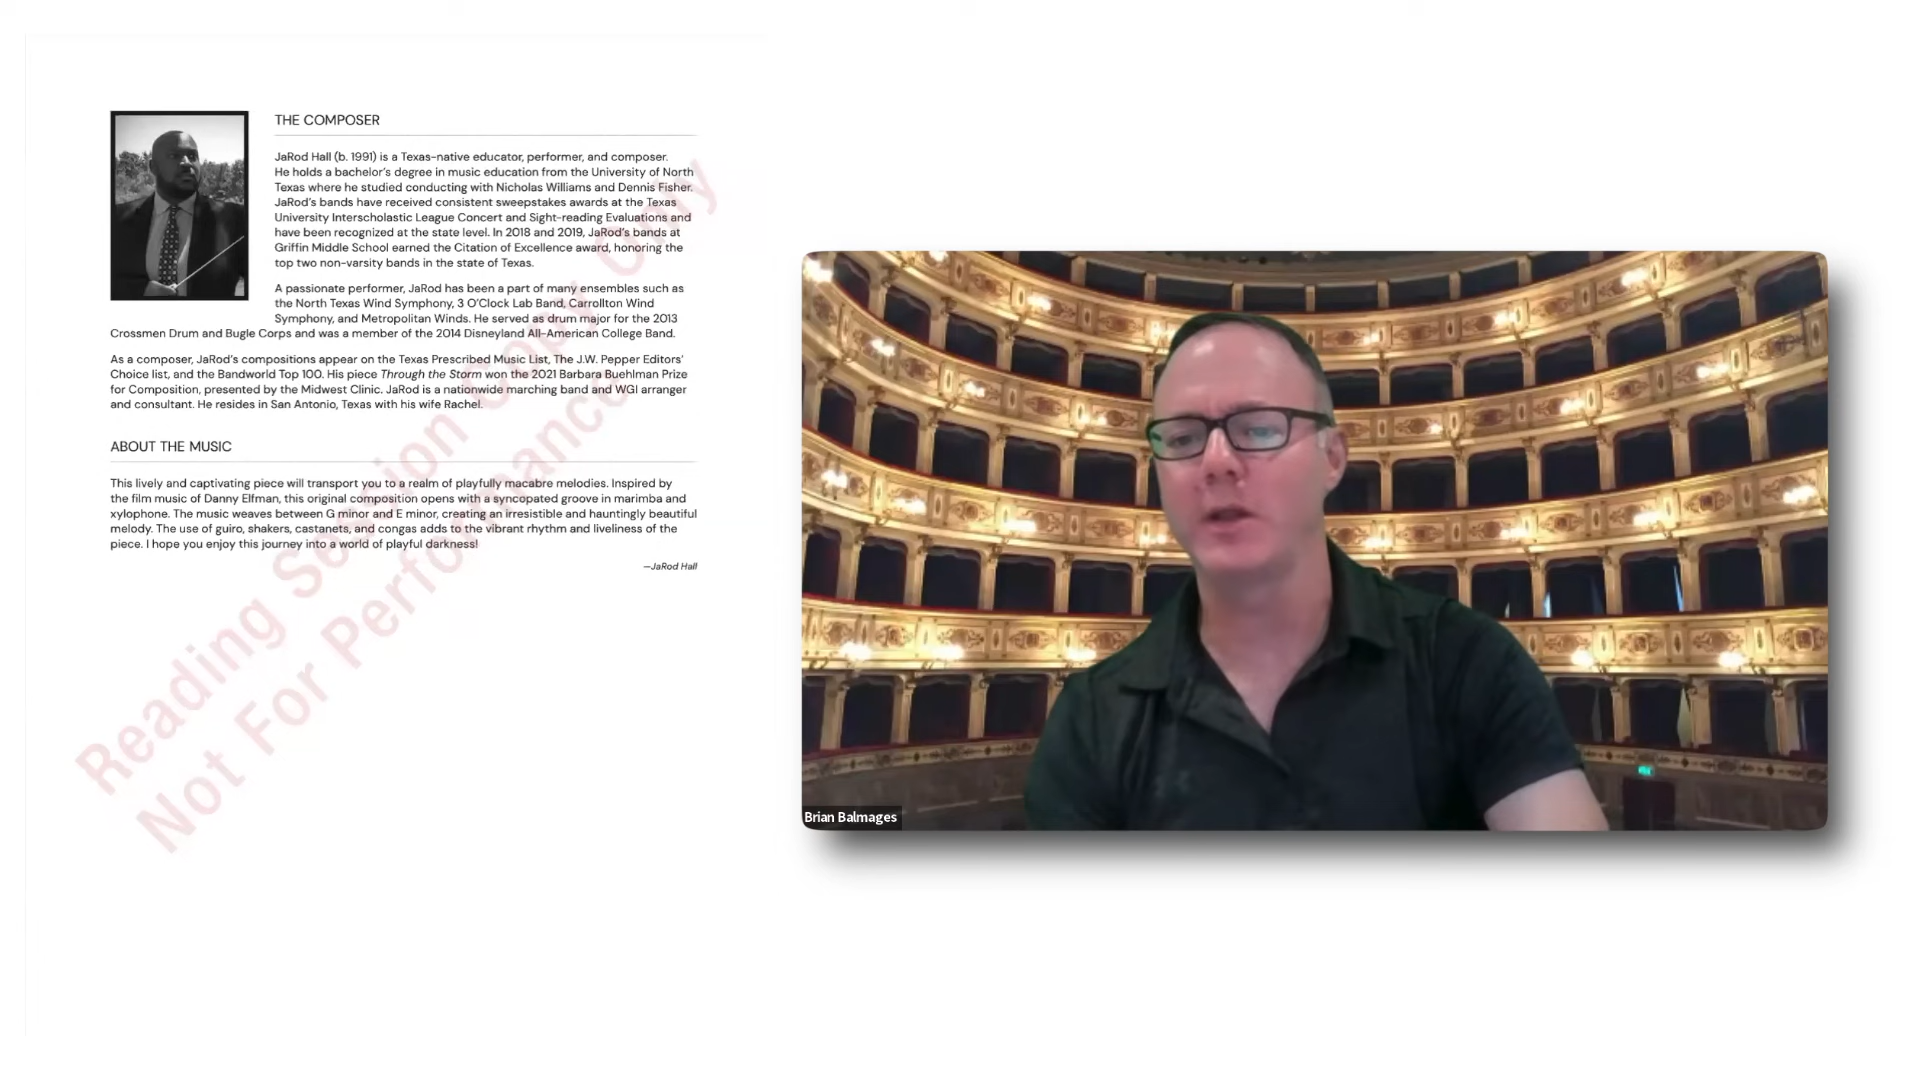 THE COMPOSER
JaRod Hall (b. 1991) is a Texas-native educator, performer, and composer.
He holds a bachelor's degree in music education from the University of North
Texas where he studied conducting with Nicholas Williams and Dennis Fisher.
JaRod's bands have received consistent sweepstakes awards at the Texas
University Interscholastic League Concert and Sight-reading Evaluations and
have been recognized at the state level. In 2018 and 2019, JaRod's bands at
Griffin Middle School earned the Citation of Excellence award, honoring the
top two non-varsity bands in the state of Texas.
A passionate performer, JaRod has been a part of many ensembles such as
the North Texas Wind Symphony, 3 O'Clock Lab Band, Carrollton Wind
Symphony, and Metropolitan Winds. He served as drum major for the 2013
Crossmen Drum and Bugle Corps and was a member of the 2014 Disneyland All-American College Band.
As a composer, JaRod's compositions appear on the Texas Prescribed Music List, The J.W. Pepper Editors'
Choice list, and the Bandworld Top 100. His piece Through the Storm won the 2021 Barbara Buehlman Prize
for Composition, presented by the Midwest Clinic. JaRod is a nationwide marching band and WGI arranger
and consultant. He resides in San Antonio, Texas with his wife Rachel.
ABOUT THE MUSIC
This lively and captivating piece will transport you to a realm of playfully macabre melodies. Inspired by
the film music of Danny Elfman, this original composition opens with a syncopated groove in marimba and
xylophone. The music weaves between G minor and E minor, creating an irresistible and hauntingly beautiful
melody. The use of guiro, shakers, castanets, and congas adds to the vibrant rhythm and liveliness of the
piece. I hope you enjoy this journey into a world of playful darkness!
—JaRod Hall
Reading Session Copy Only
Not For Performance
Brian Balmages